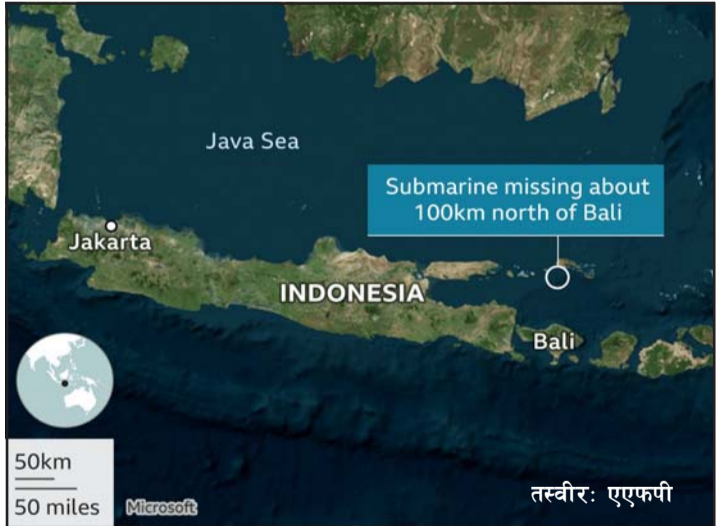 Java Sea
Submarine missing about
100km north of Bali
Jakarta
INDONESIA
Bali
50km
50 miles
Microsoft
तस्वीरः एएफपी